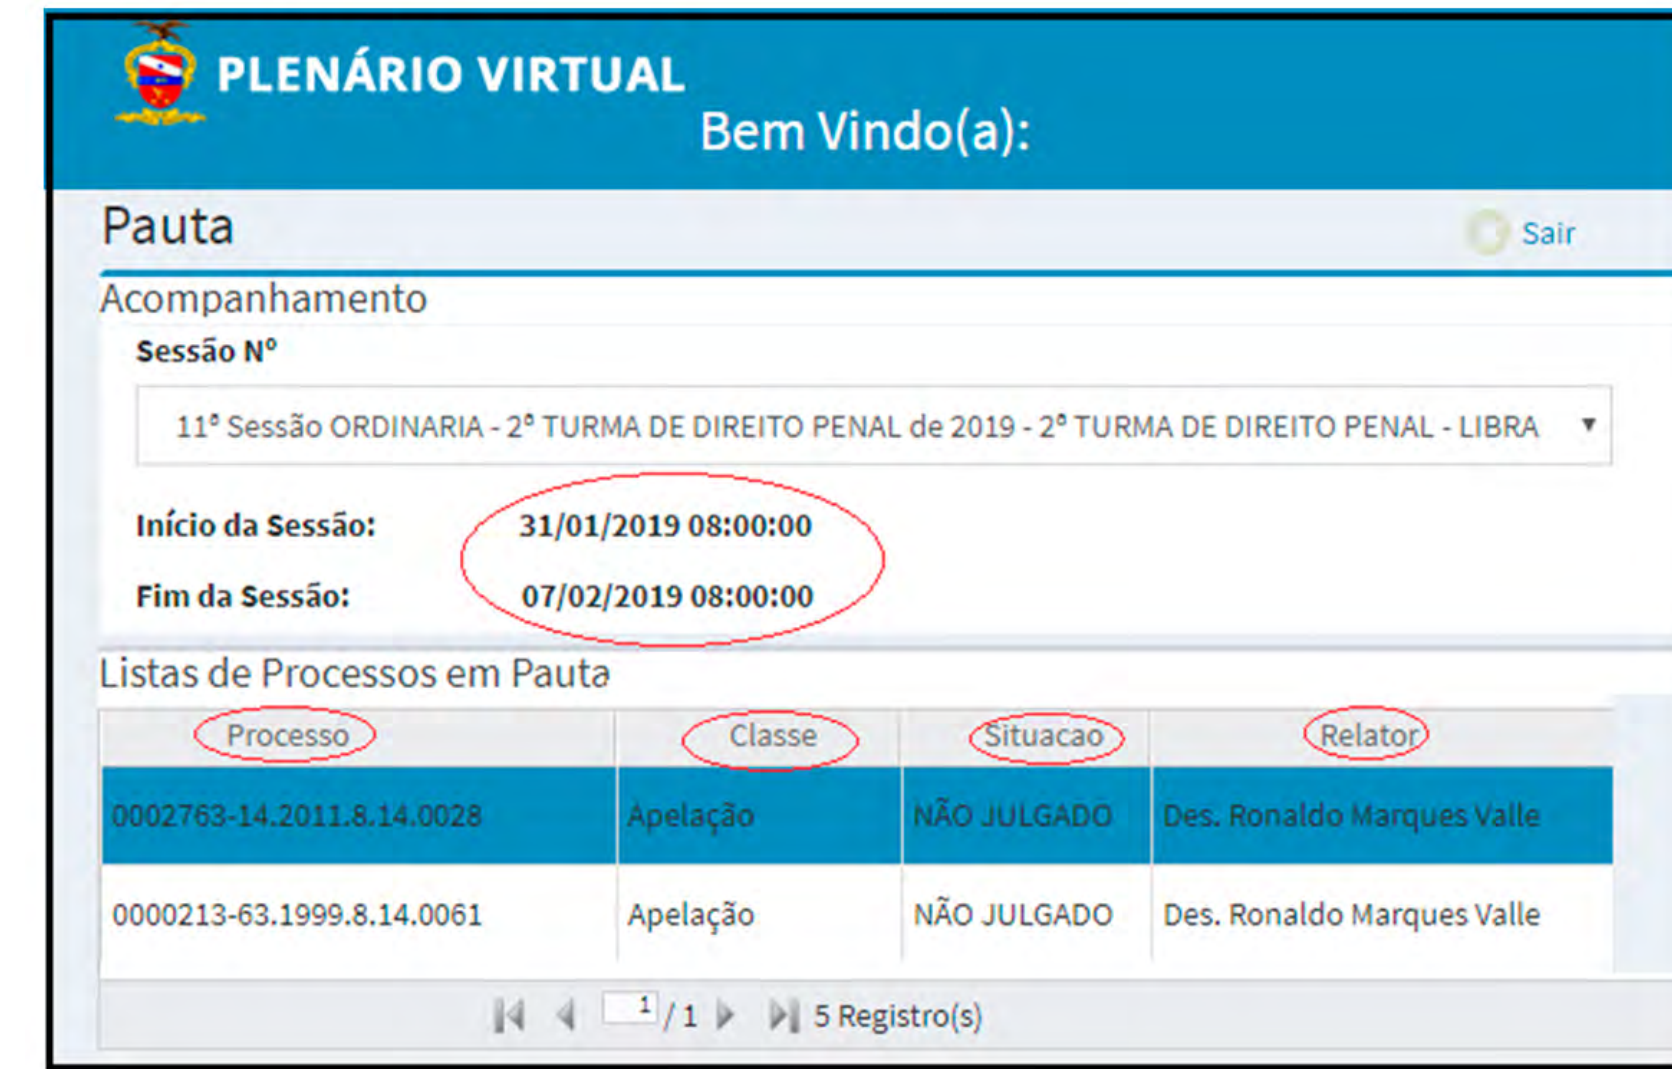 PLENÁRIO VIRTUAL
Bem Vindo(a):
Pauta
Sair
Acompanhamento
Sessão Nº
11ª Sessão ORDINARIA - 2ª TURMA DE DIREITO PENAL de 2019 - 2ª TURMA DE DIREITO PENAL - LIBRA
Início da Sessão: 31/01/2019 08:00:00
Fim da Sessão: 07/02/2019 08:00:00
Listas de Processos em Pauta
Processo Classe Situacao Relator
0002763-14.2011.8.14.0028 Apelação NÃO JULGADO Des. Ronaldo Marques Valle
0000213-63.1999.8.14.0061 Apelação NÃO JULGADO Des. Ronaldo Marques Valle
1 / 1 5 Registro(s)